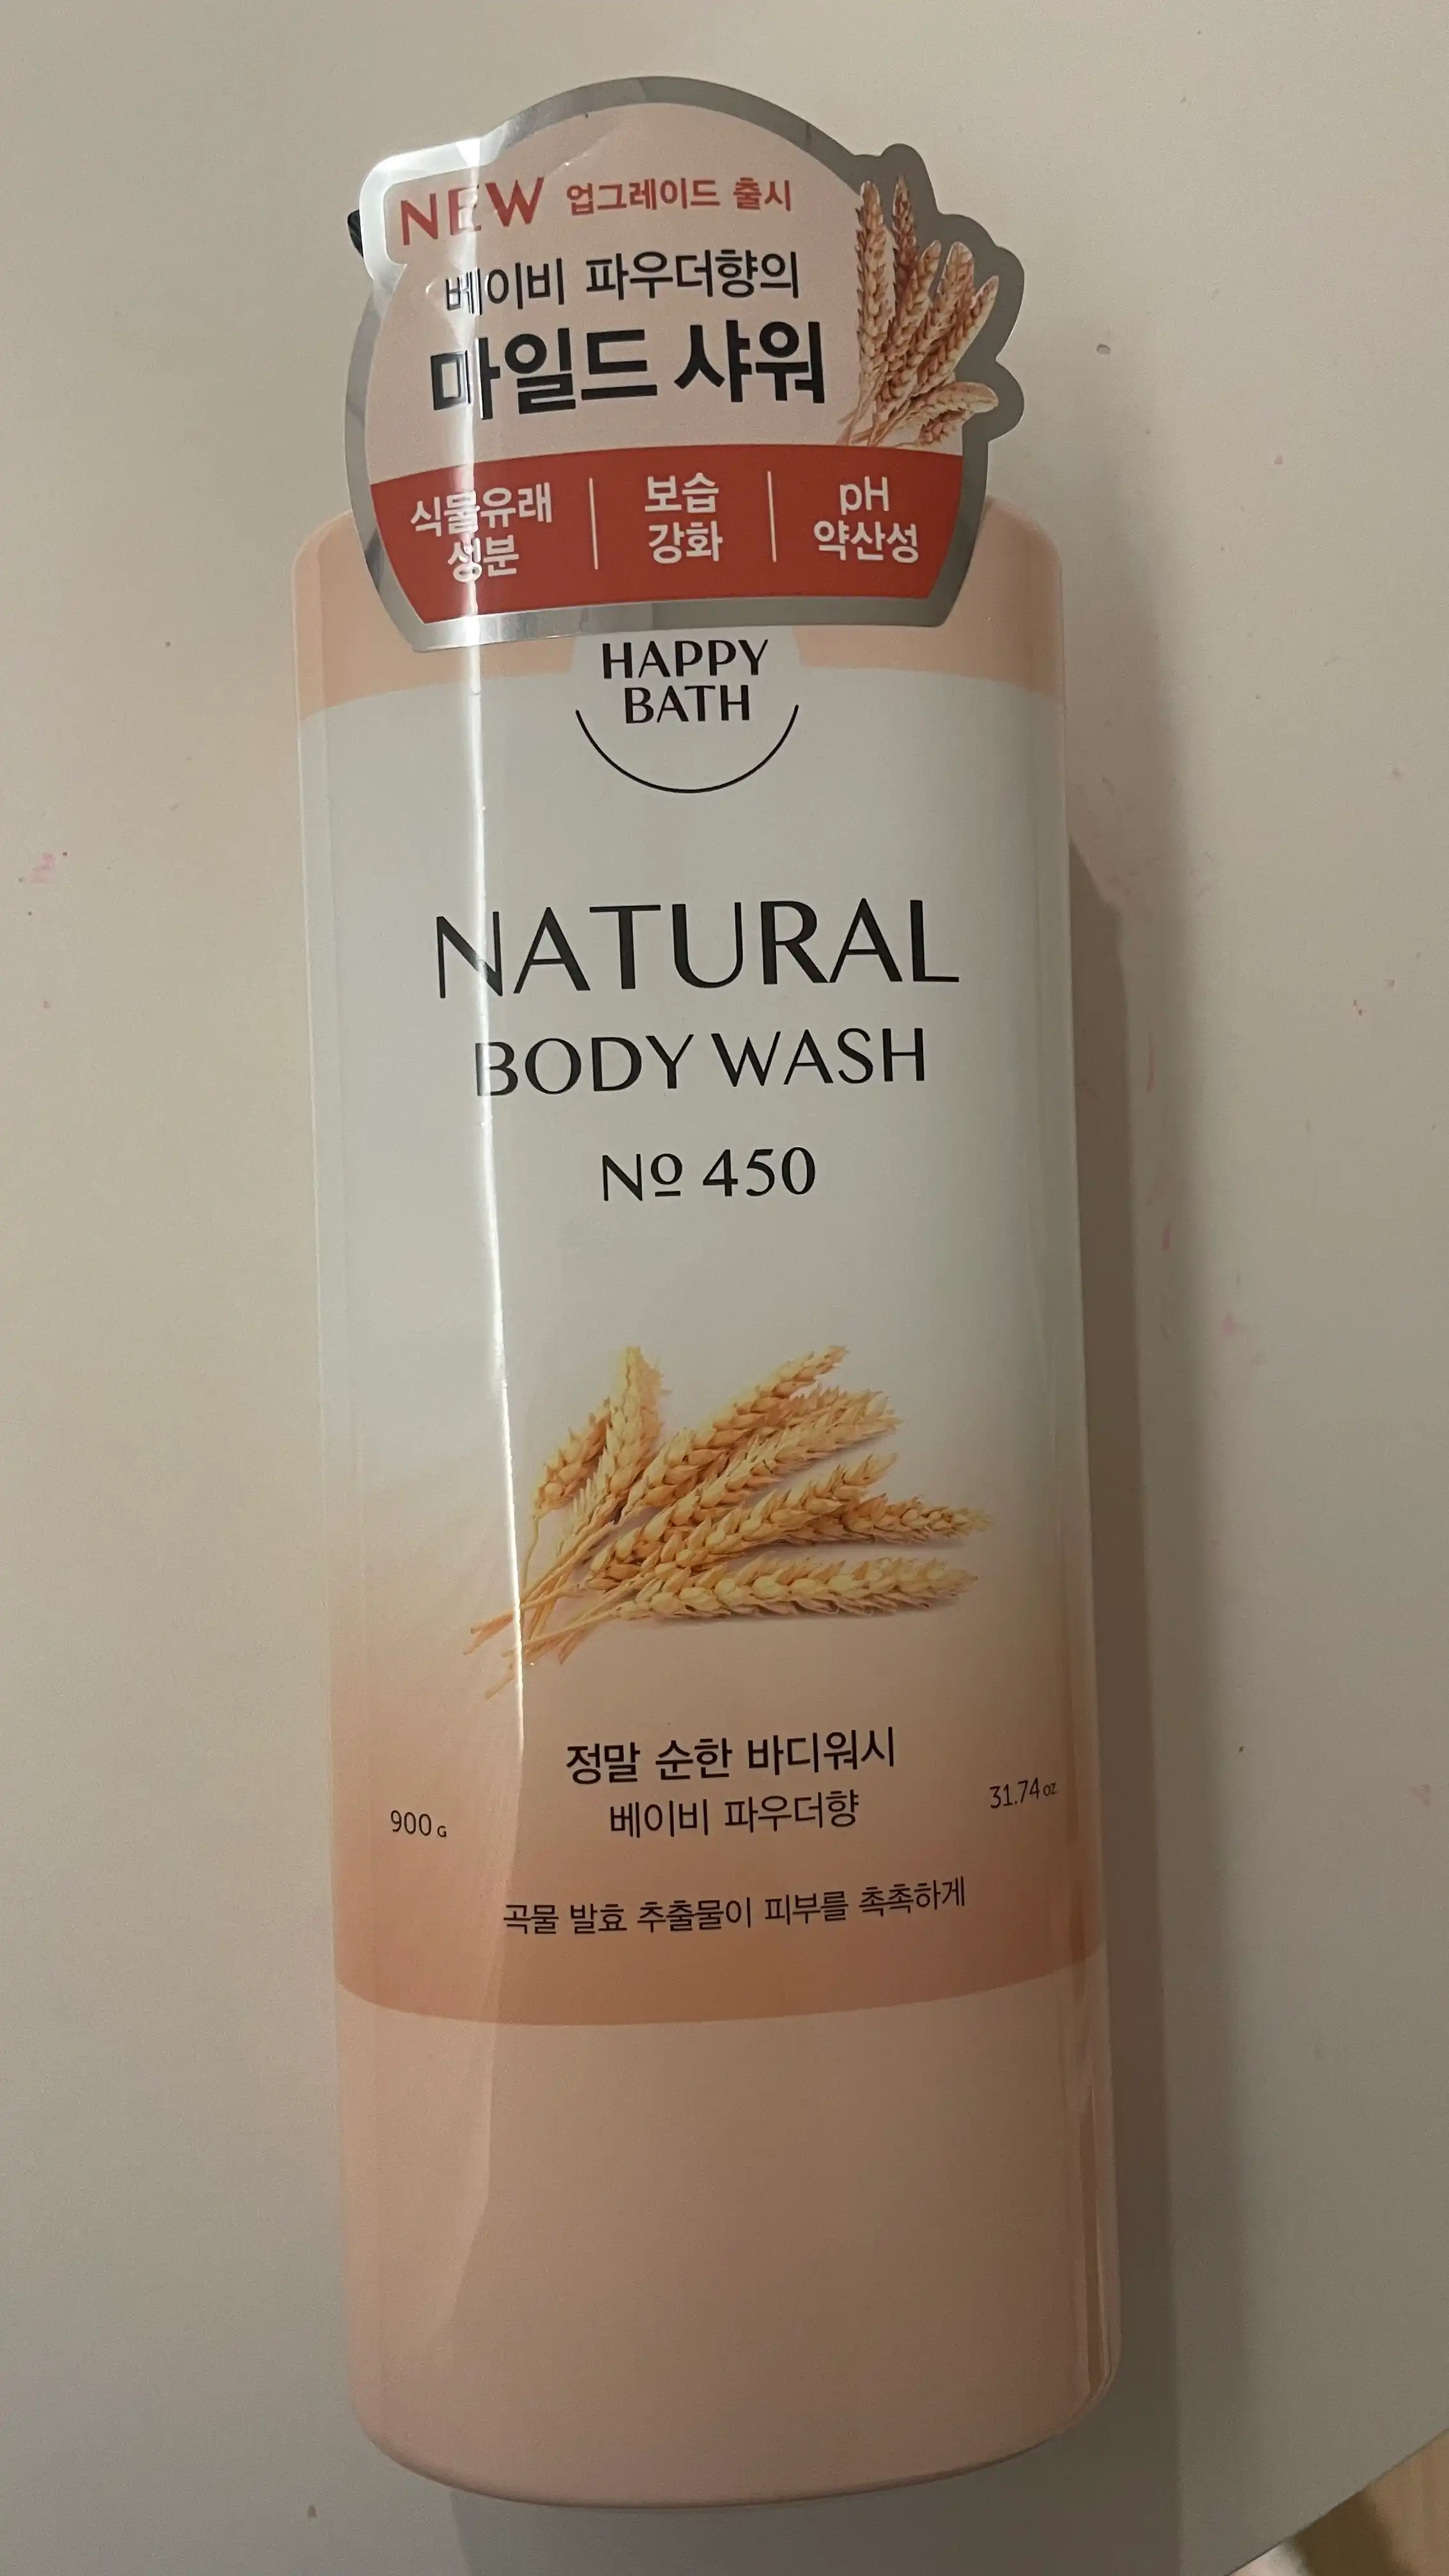 NEW 업그레이드 출시
베이비 파우더향의
마일드 샤워
식물유래
성분
보습
강화
pH
약산성
HAPPY
BATH
NATURAL
BODY WASH
Nº 450
정말 순한 바디워시
베이비 파우더향
900G
31.74oz
곡물 발효 추출물이 피부를 촉촉하게